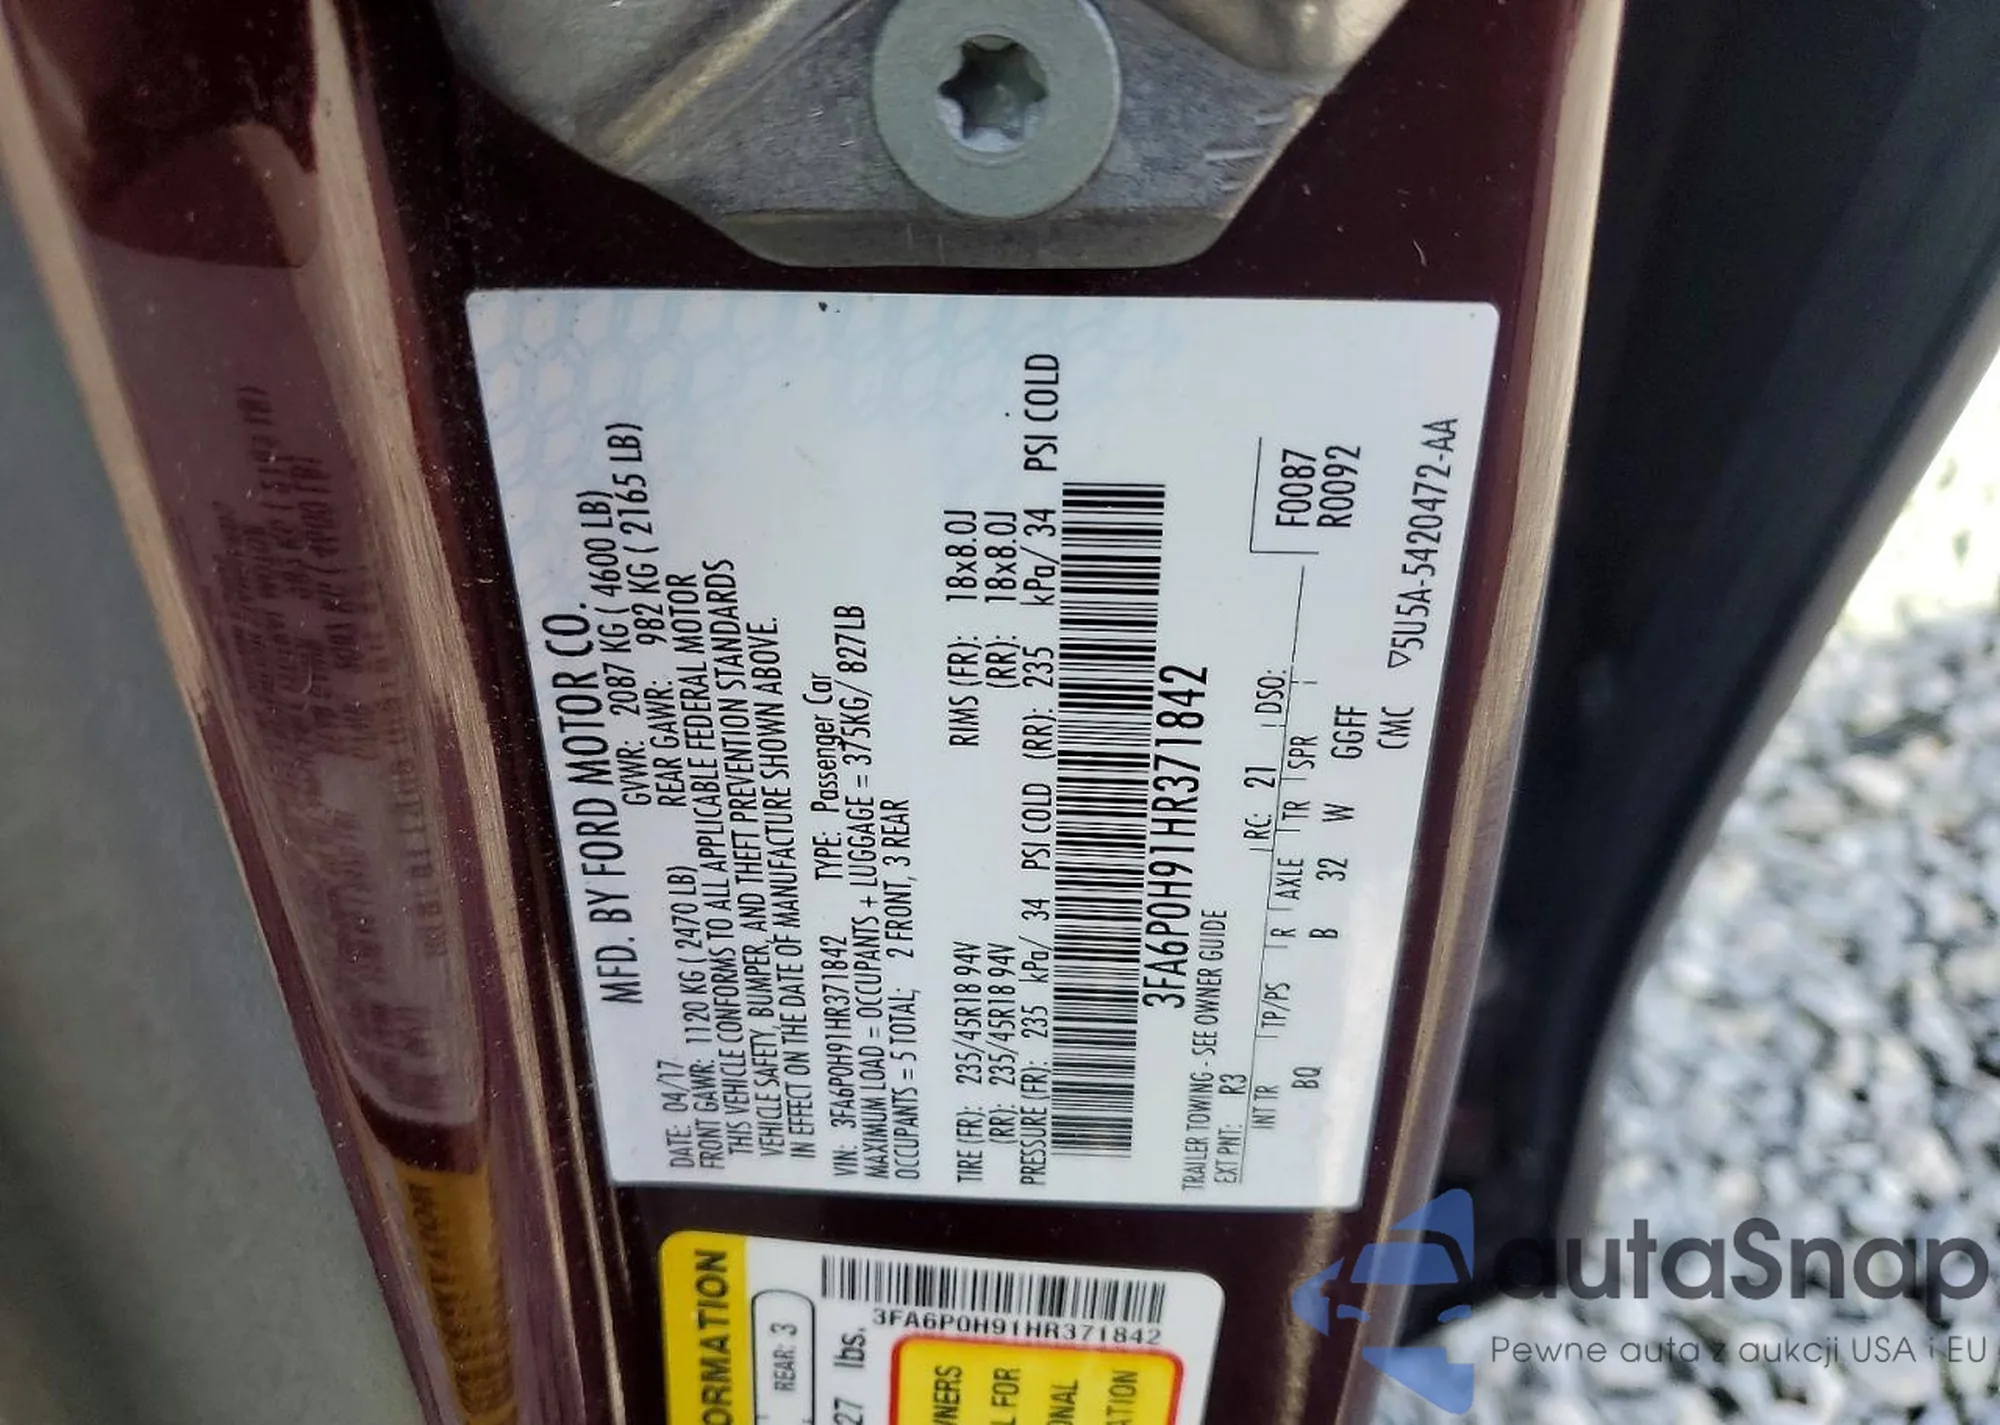 MFD. BY FORD MOTOR CO.
DATE: 04/17 GVWR: 2087 KG ( 4600 LB)
FRONT GAWR: 1120 KG ( 2470 LB) REAR GAWR: 982 KG ( 2165 LB)
THIS VEHICLE CONFORMS TO ALL APPLICABLE FEDERAL MOTOR
VEHICLE SAFETY, BUMPER, AND THEFT PREVENTION STANDARDS
IN EFFECT ON THE DATE OF MANUFACTURE SHOWN ABOVE.
VIN: 3FA6P0H91HR371842 TYPE: Passenger Car
MAXIMUM LOAD = OCCUPANTS + LUGGAGE = 375KG/ 827LB
OCCUPANTS = 5 TOTAL; 2 FRONT, 3 REAR
TIRE (FR): 235/45R18 94V RIMS (FR): 18x8.0J
(RR): 235/45R18 94V (RR): 18x8.0J
PRESSURE (FR): 235 kPa/ 34 PSI COLD (RR): 235 kPa/ 34 PSI COLD
3FA6P0H91HR371842
TRAILER TOWING - SEE OWNER GUIDE
EXT PNT: R3 RC: 21 DSO:
F0087
R0092
INT TR TP/PS R AXLE TR SPR
BQ B 32 W GGFF
CMC ▽5U5A-5420472-AA
ORMATION
REAR: 3
27 lbs.
3FA6P0H91HR371842
WNERS
L FOR
ONAL
ATION
autaSnap
Pewne auta z aukcji USA i EU